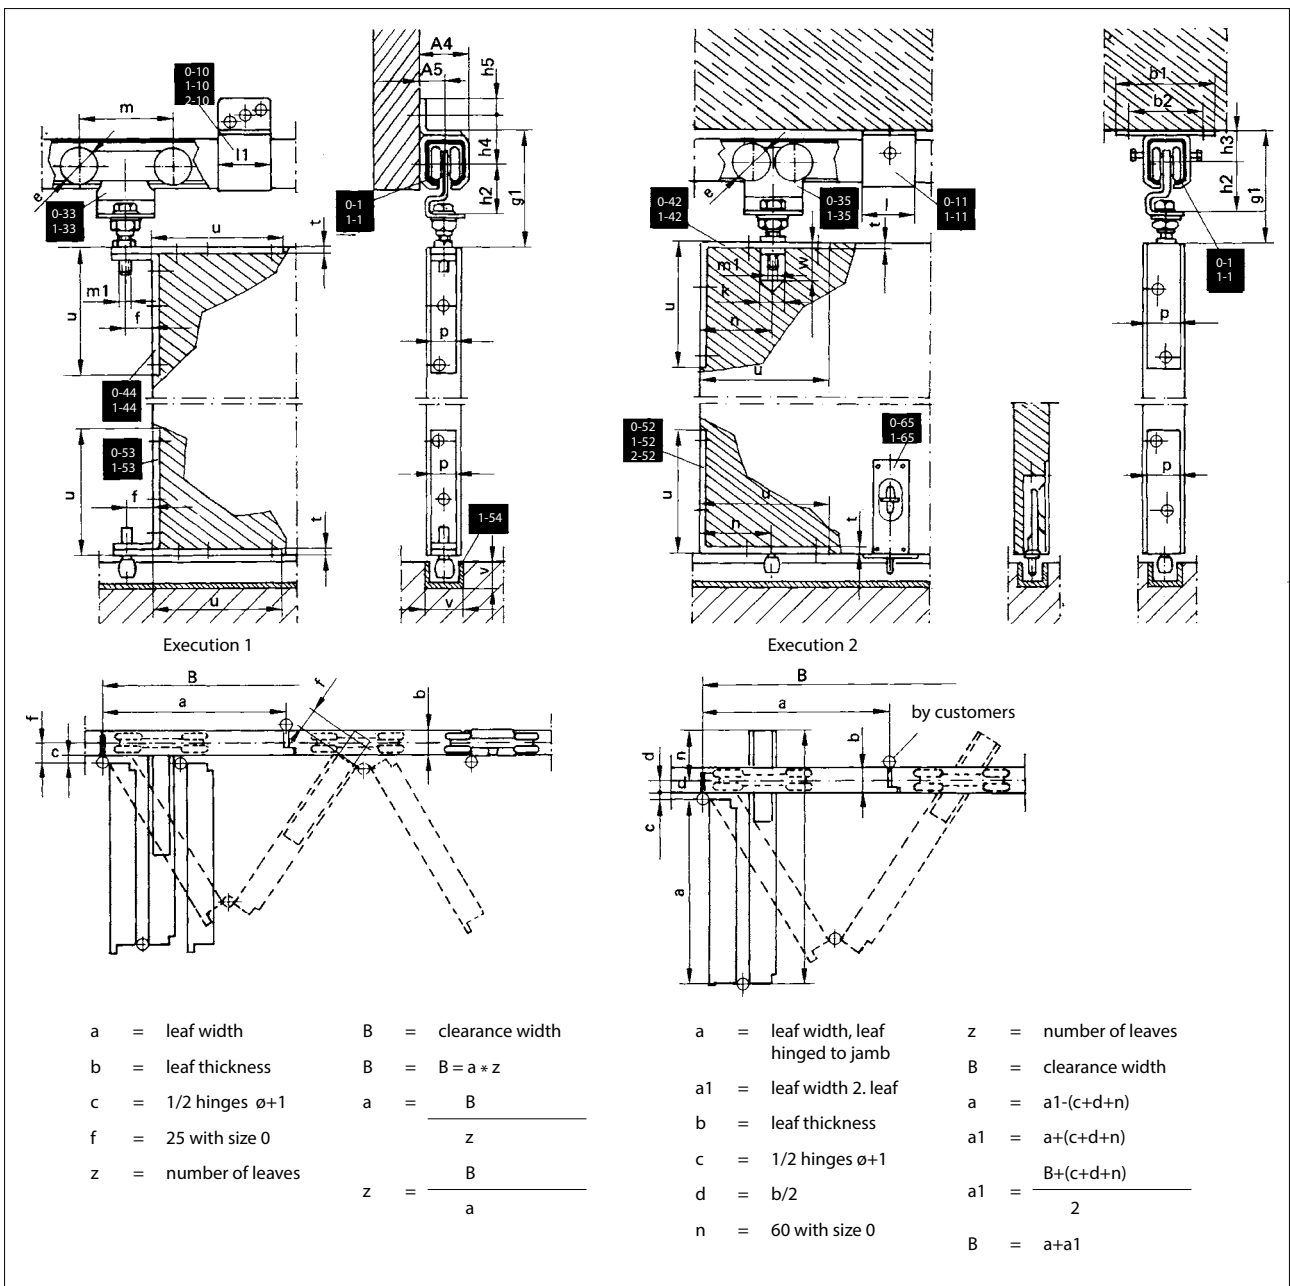 A4
A5
h5
0-10
1-10
2-10
m
l1
h4
h2
g1
e
0-33
1-33
0-1
1-1
u
t
m1
f
u
p
0-44
1-44
0-53
1-53
u
f
p
t
1-54
v
v
u
Execution 1
b1
b2
h3
h2
g1
e
0-42
1-42
0-35
1-35
l
t
0-11
1-11
0-1
1-1
m1
w
k
n
u
u
p
0-52
1-52
2-52
0-65
1-65
u
u
n
t
p
Execution 2
B
a
f
b
f
c
B
a
by customers
d
n
b
d
c
a
a = leaf width
b = leaf thickness
c = 1/2 hinges ø+1
f = 25 with size 0
z = number of leaves
B = clearance width
B = B = a * z
a = B
z
z = B
a
a = leaf width, leaf
hinged to jamb
a1 = leaf width 2. leaf
b = leaf thickness
c = 1/2 hinges ø+1
d = b/2
n = 60 with size 0
z = number of leaves
B = clearance width
a = a1-(c+d+n)
a1 = a+(c+d+n)
a1 = B+(c+d+n)
2
B = a+a1